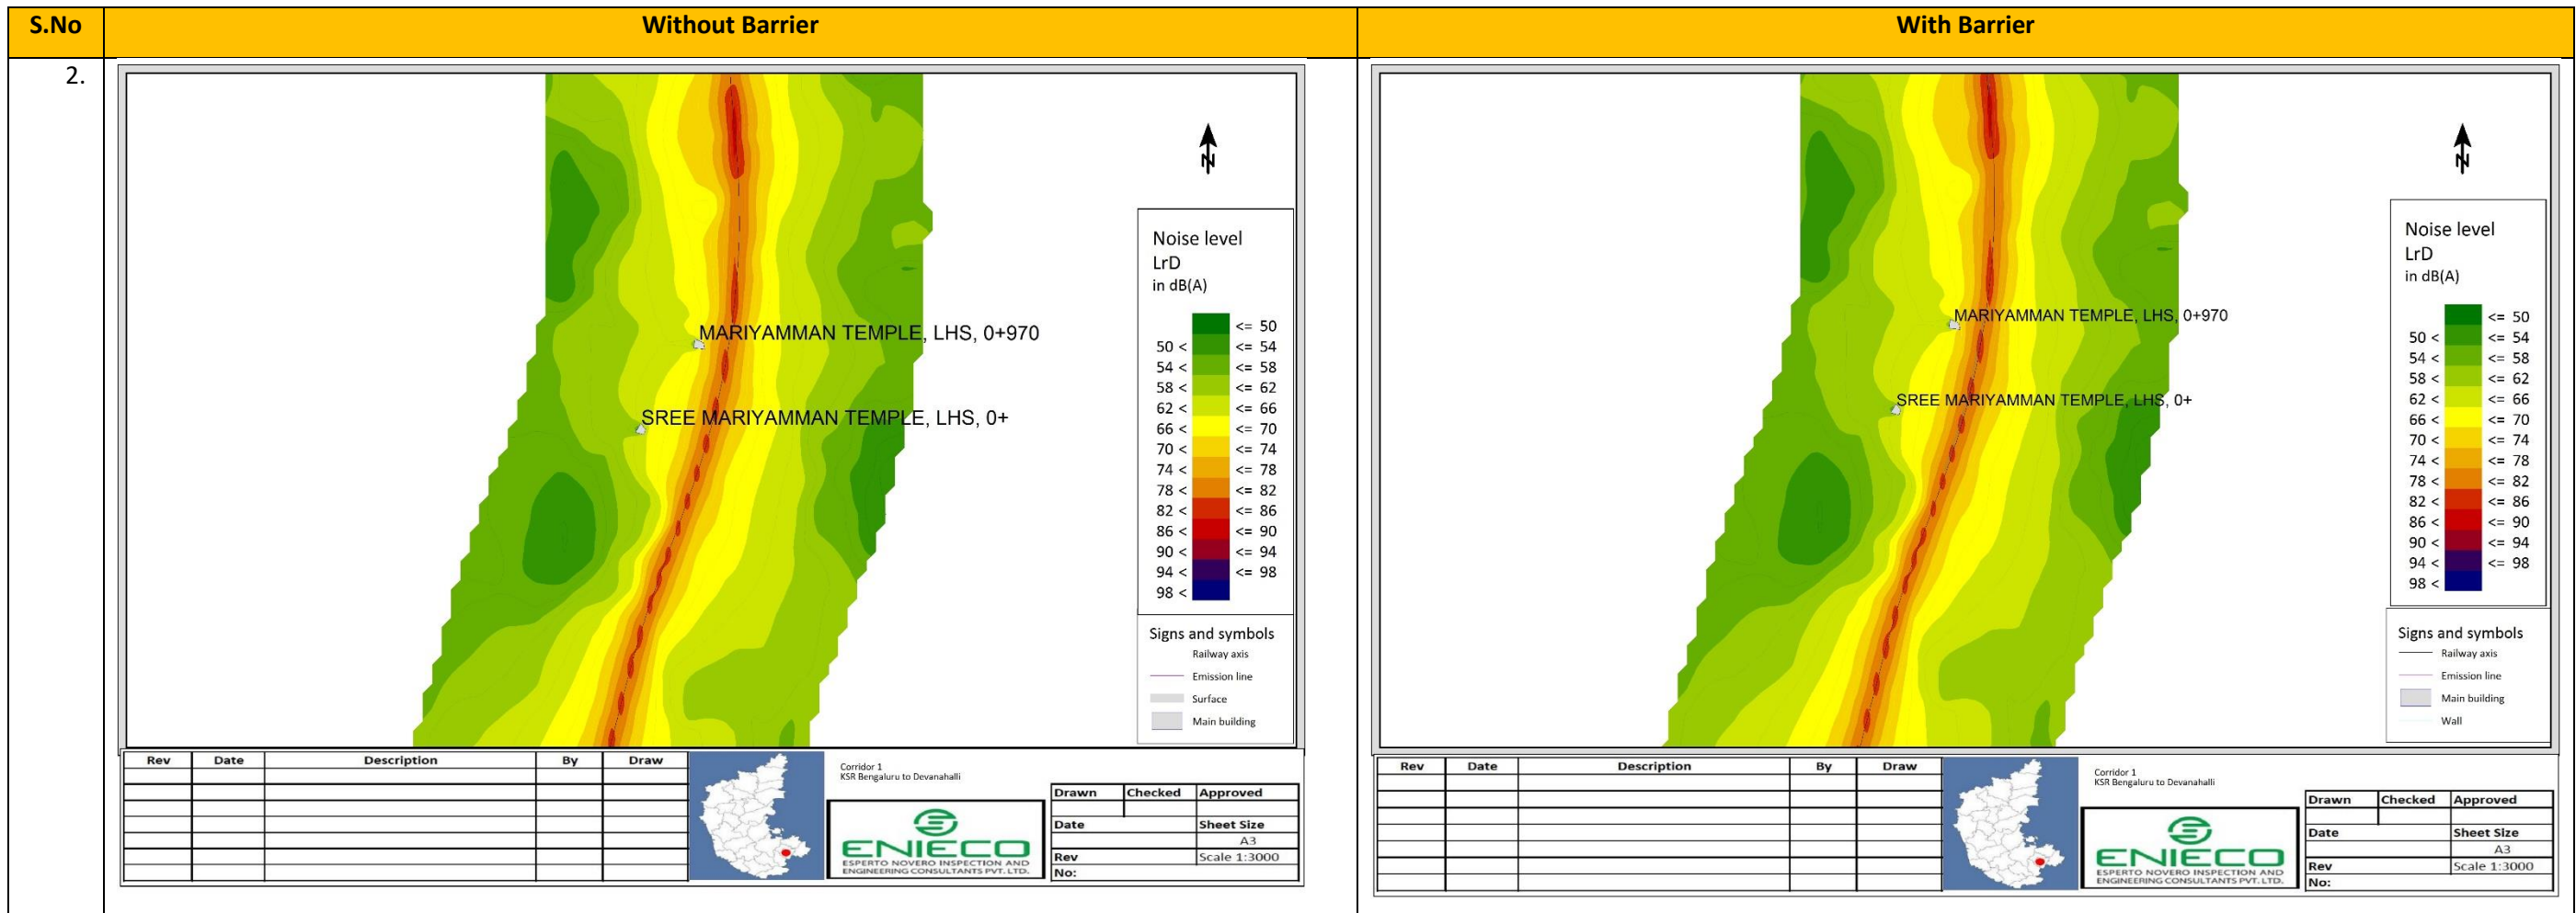 S.No Without Barrier With Barrier
2.
N
MARIYAMMAN TEMPLE, LHS, 0+970
SREE MARIYAMMAN TEMPLE, LHS, 0+
Noise level
LrD
in dB(A)
<= 50
50 < <= 54
54 < <= 58
58 < <= 62
62 < <= 66
66 < <= 70
70 < <= 74
74 < <= 78
78 < <= 82
82 < <= 86
86 < <= 90
90 < <= 94
94 < <= 98
98 <
Signs and symbols
Railway axis
Emission line
Surface
Main building
Rev Date Description By Draw
Corridor 1
KSR Bengaluru to Devanahalli
ENIECO
ESPERTO NOVERO INSPECTION AND
ENGINEERING CONSULTANTS PVT. LTD.
Drawn Checked Approved
Date Sheet Size
A3
Rev Scale 1:3000
No:
N
MARIYAMMAN TEMPLE, LHS, 0+970
SREE MARIYAMMAN TEMPLE, LHS, 0+
Noise level
LrD
in dB(A)
<= 50
50 < <= 54
54 < <= 58
58 < <= 62
62 < <= 66
66 < <= 70
70 < <= 74
74 < <= 78
78 < <= 82
82 < <= 86
86 < <= 90
90 < <= 94
94 < <= 98
98 <
Signs and symbols
Railway axis
Emission line
Main building
Wall
Rev Date Description By Draw
Corridor 1
KSR Bengaluru to Devanahalli
ENIECO
ESPERTO NOVERO INSPECTION AND
ENGINEERING CONSULTANTS PVT. LTD.
Drawn Checked Approved
Date Sheet Size
A3
Rev Scale 1:3000
No: